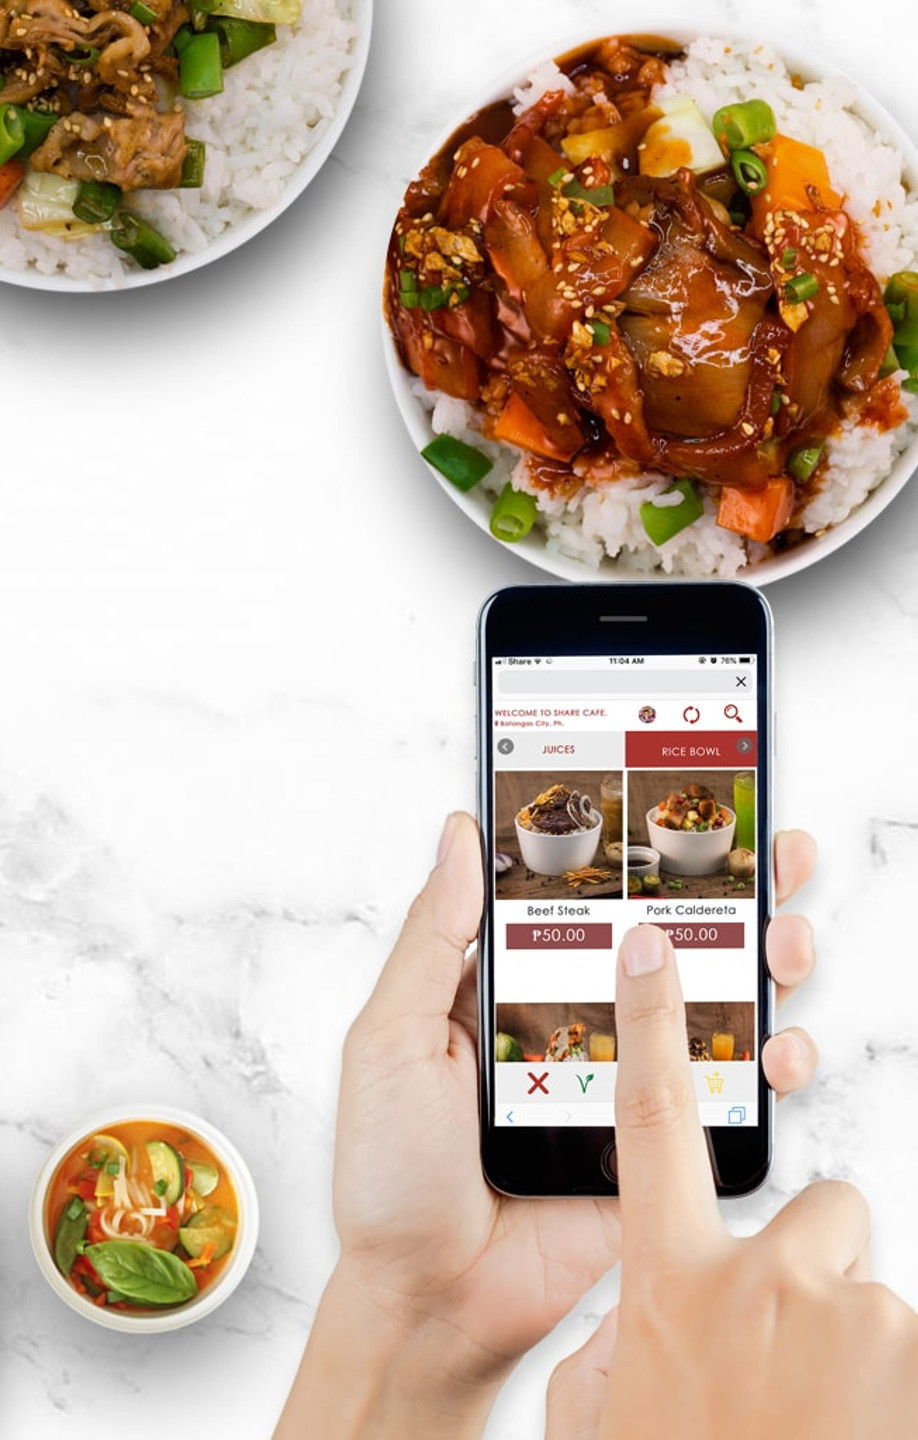 Share
11:04 AM
76%
WELCOME TO SHARE CAFE.
Batangas City, Ph.
JUICES
RICE BOWL
Beef Steak
Pork Caldereta
₱50.00
₱50.00